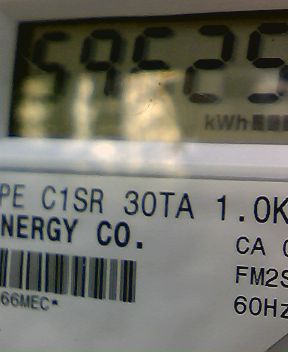 59525
kWh
PE C1SR 30TA 1.0K
NERGY CO.
CA
FM2S
60Hz
66MEC*